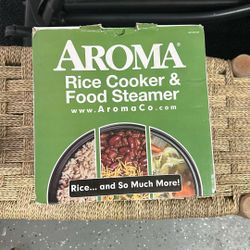 AROMA®
Rice Cooker &
Food Steamer
www.AromaCo.com
Rice... and So Much More!